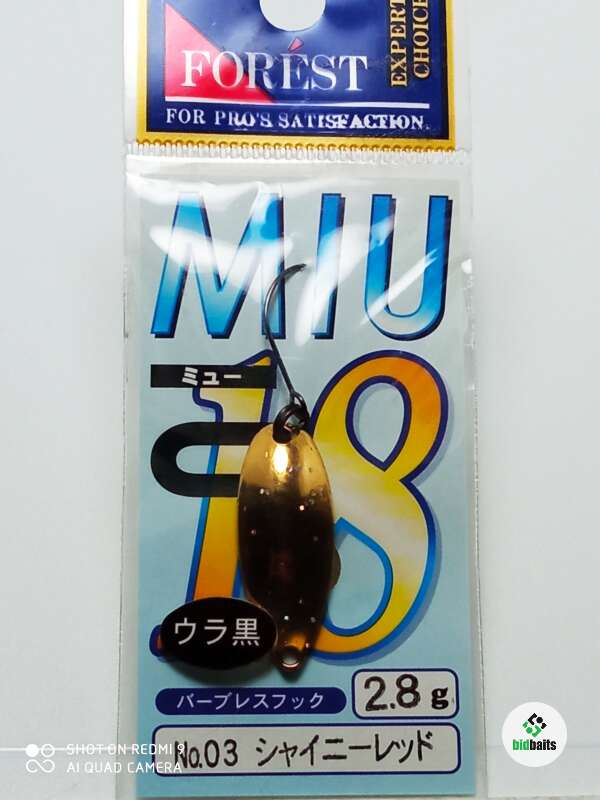 FORÉST
EXPERT
CHOICE
FOR PRO'S SATISFACTION.
MIU
ミュー
18
ウラ黒
バーブレスフック
2.8g
No.03 シャイニーレッド
SHOT ON REDMI 9
AI QUAD CAMERA
bidbaits